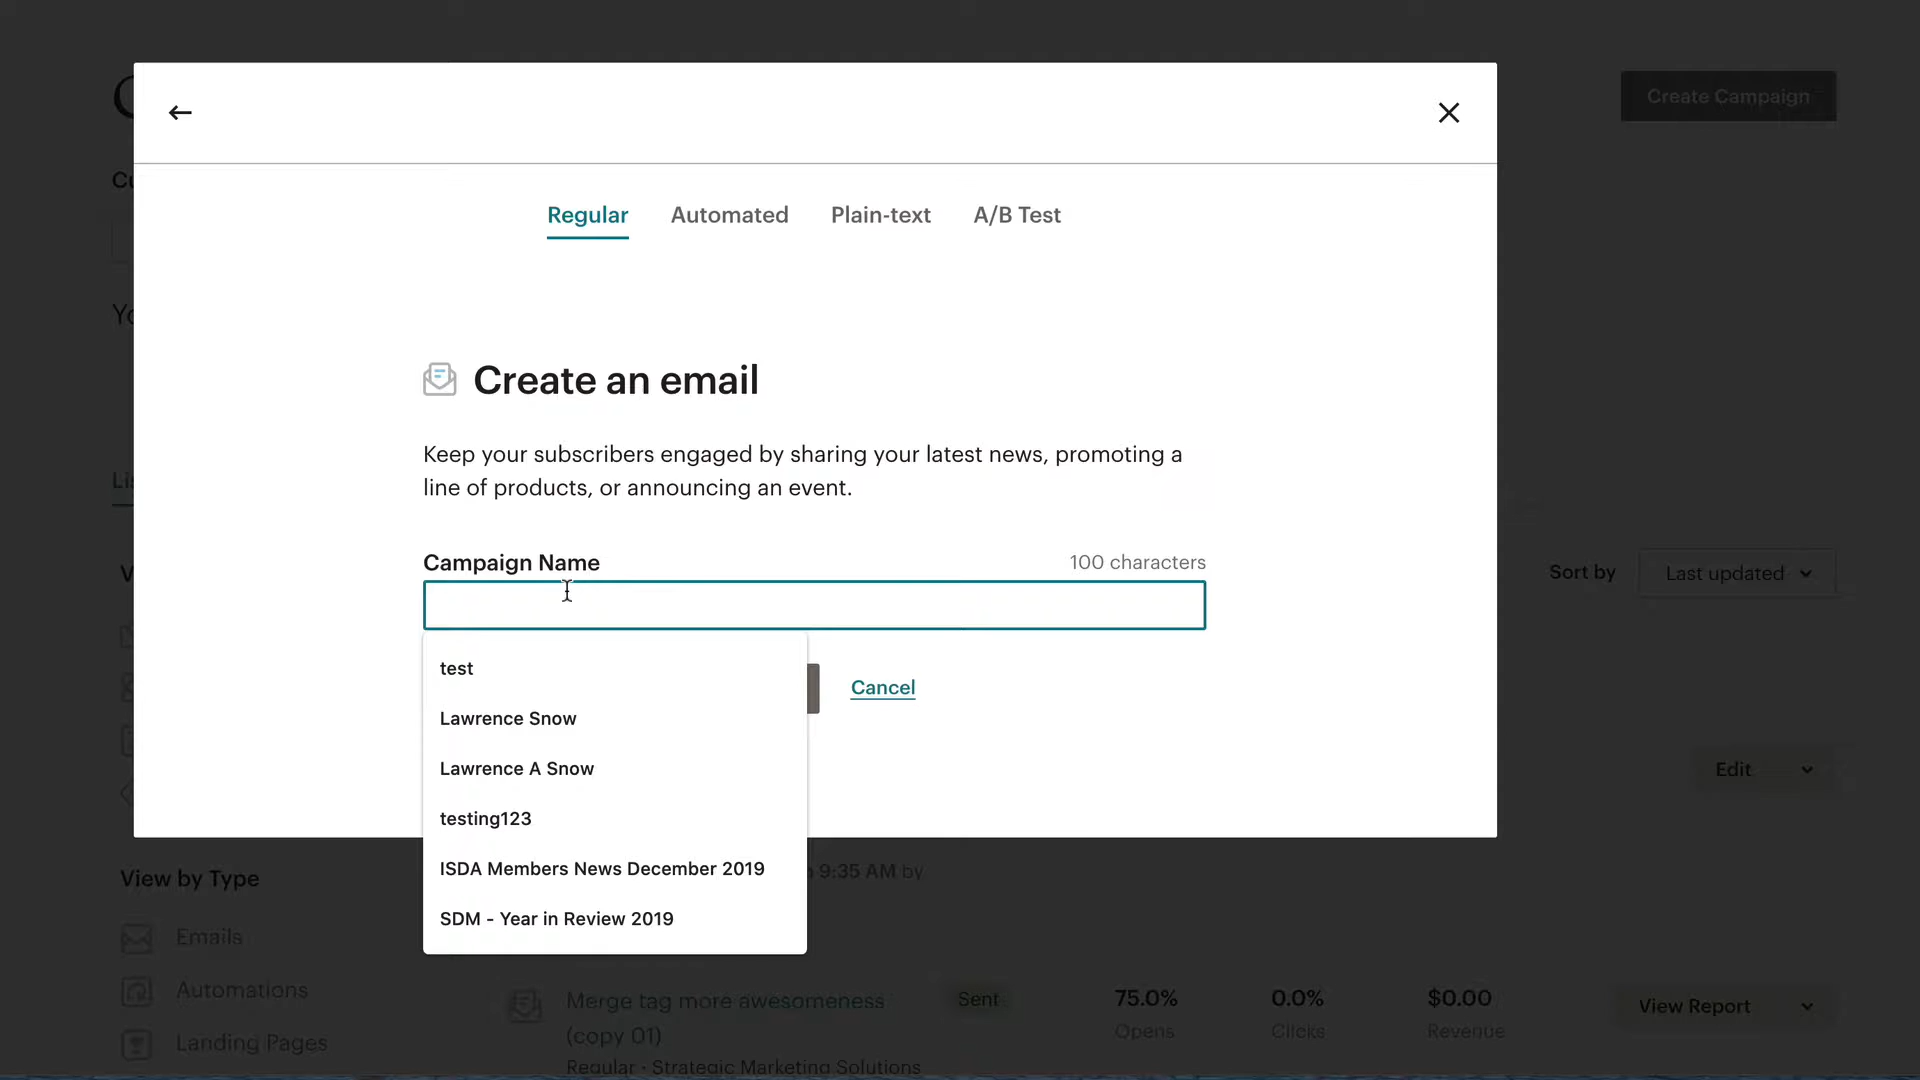 Create Campaign
Regular
Automated
Plain-text
A/B Test
Create an email
Keep your subscribers engaged by sharing your latest news, promoting a
line of products, or announcing an event.
Campaign Name
100 characters
test
Lawrence Snow
Lawrence A Snow
testing123
ISDA Members News December 2019
SDM - Year in Review 2019
Cancel
Sort by
Last updated
Edit
9:35 AM by
View by Type
Emails
Automations
Landing Pages
Merge tag more awesomeness
(copy 01)
Regular · Strategic Marketing Solutions
Sent
75.0%
Opens
0.0%
Clicks
$0.00
Revenue
View Report